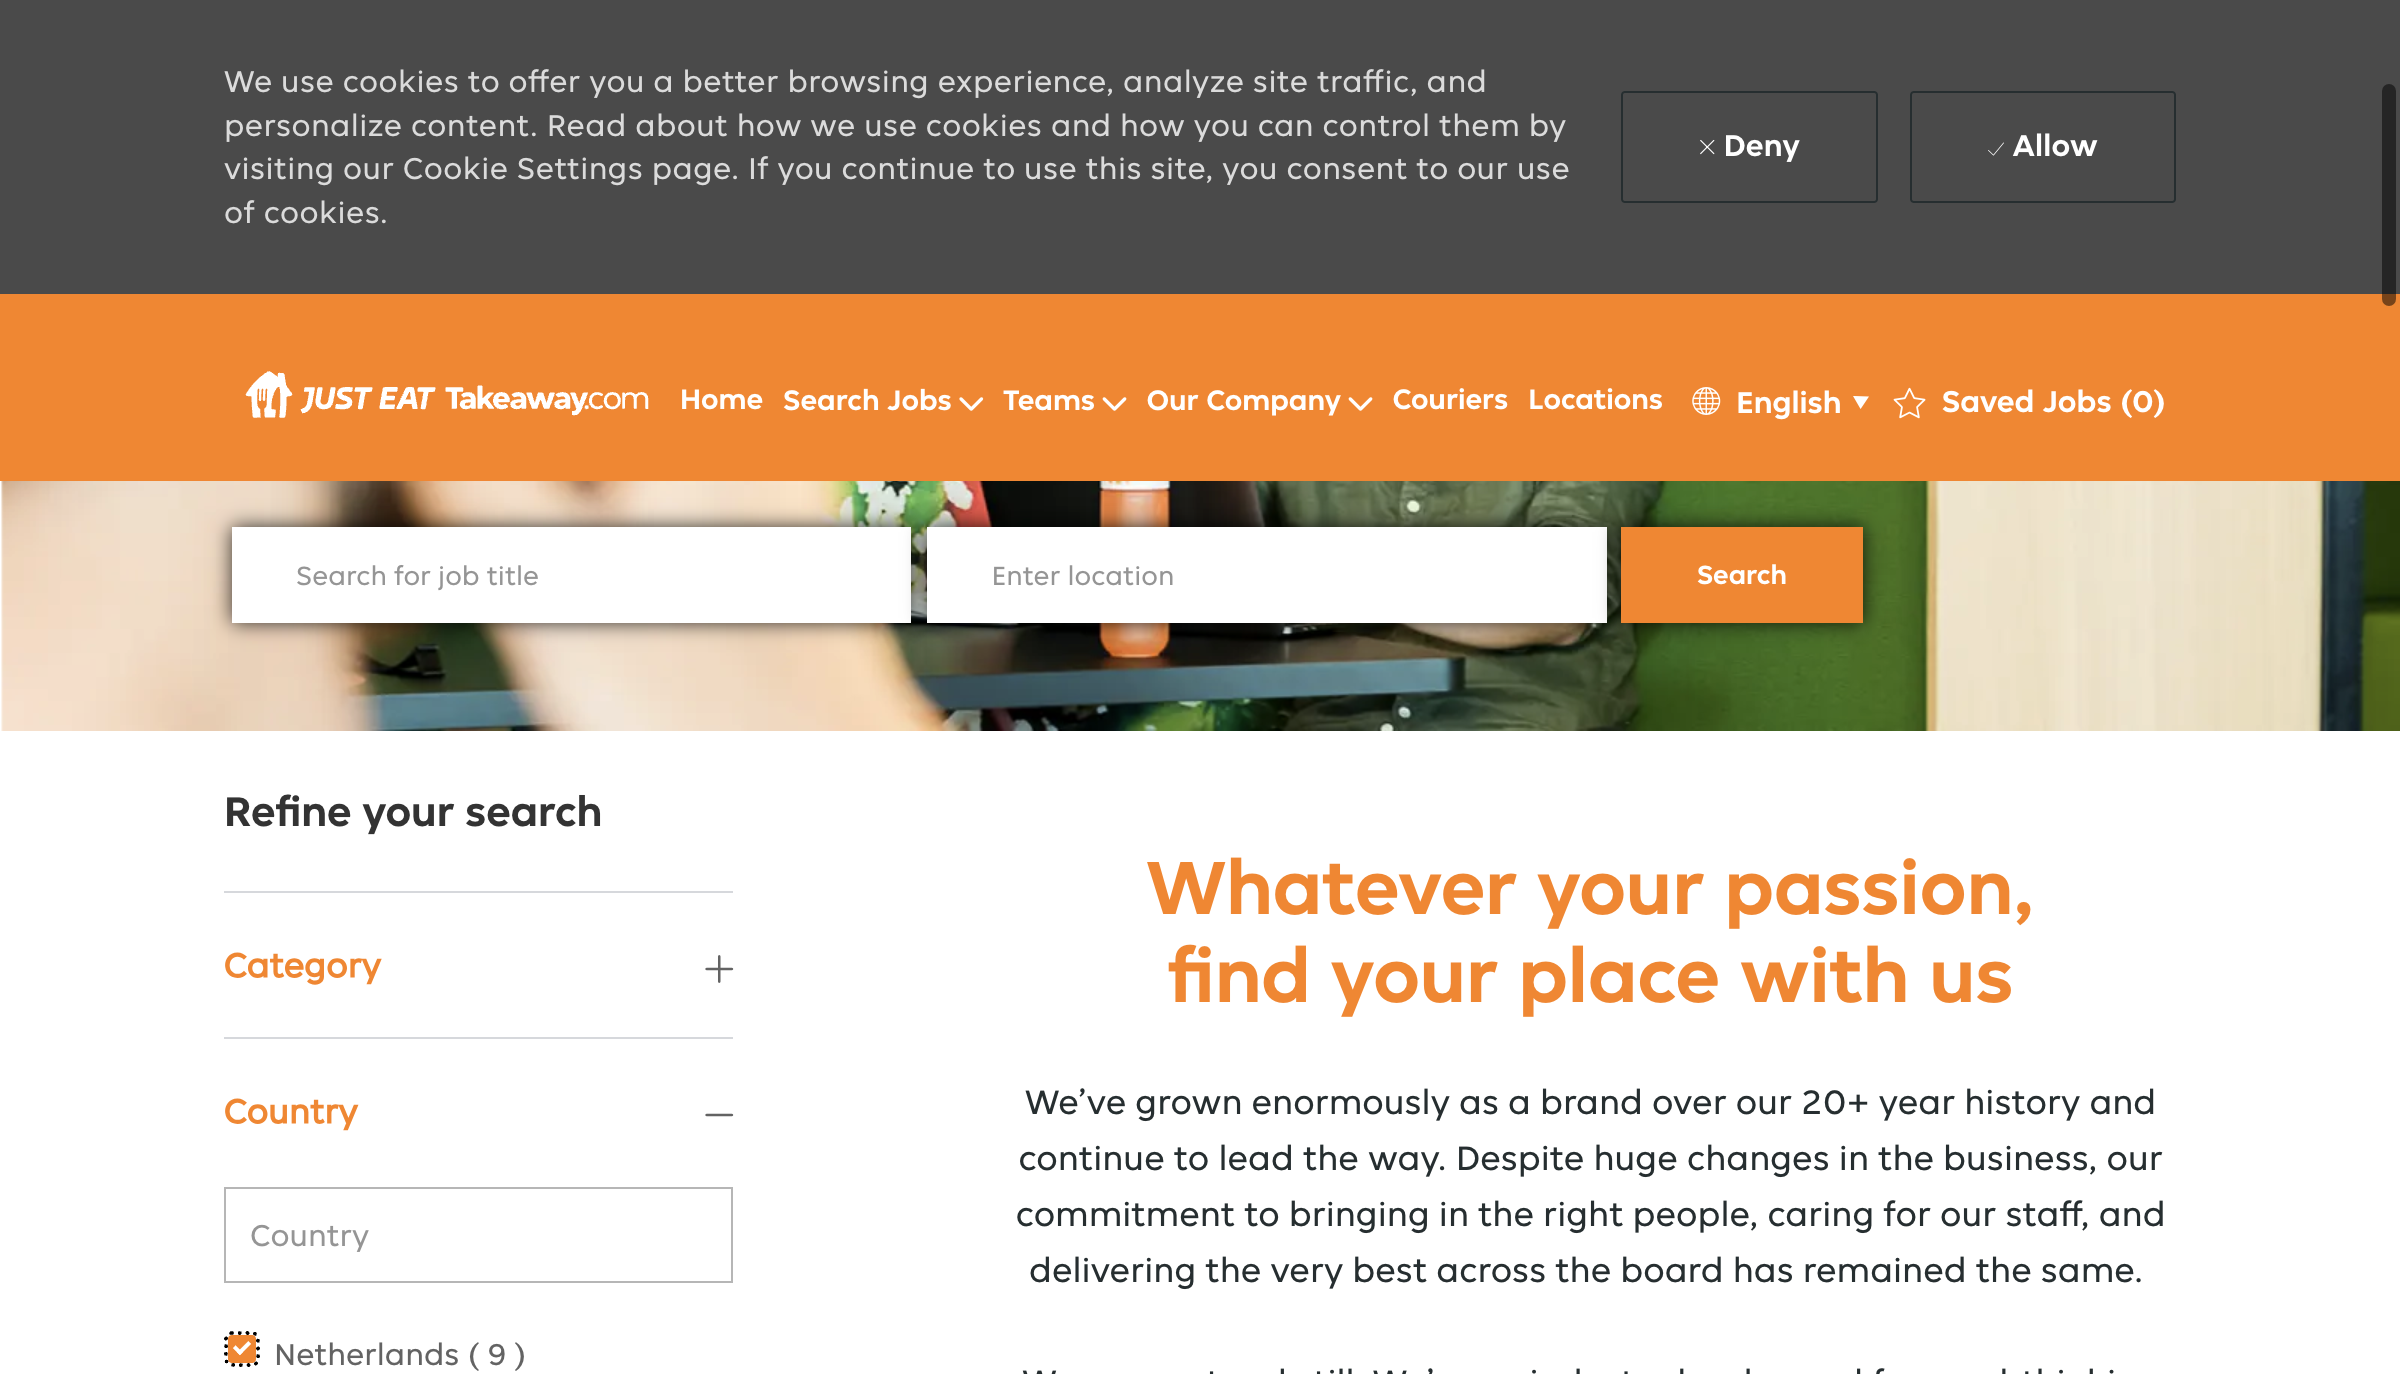 We use cookies to offer you a better browsing experience, analyze site traffic, and
personalize content. Read about how we use cookies and how you can control them by
visiting our Cookie Settings page. If you continue to use this site, you consent to our use
of cookies.
Deny
Allow
JUST EAT Takeaway.com
Home
Search Jobs
Teams
Our Company
Couriers
Locations
English
Saved Jobs (0)
Search for job title
Enter location
Search
Refine your search
Category
Country
Country
Netherlands ( 9 )
Whatever your passion,
find your place with us
We’ve grown enormously as a brand over our 20+ year history and
continue to lead the way. Despite huge changes in the business, our
commitment to bringing in the right people, caring for our staff, and
delivering the very best across the board has remained the same.